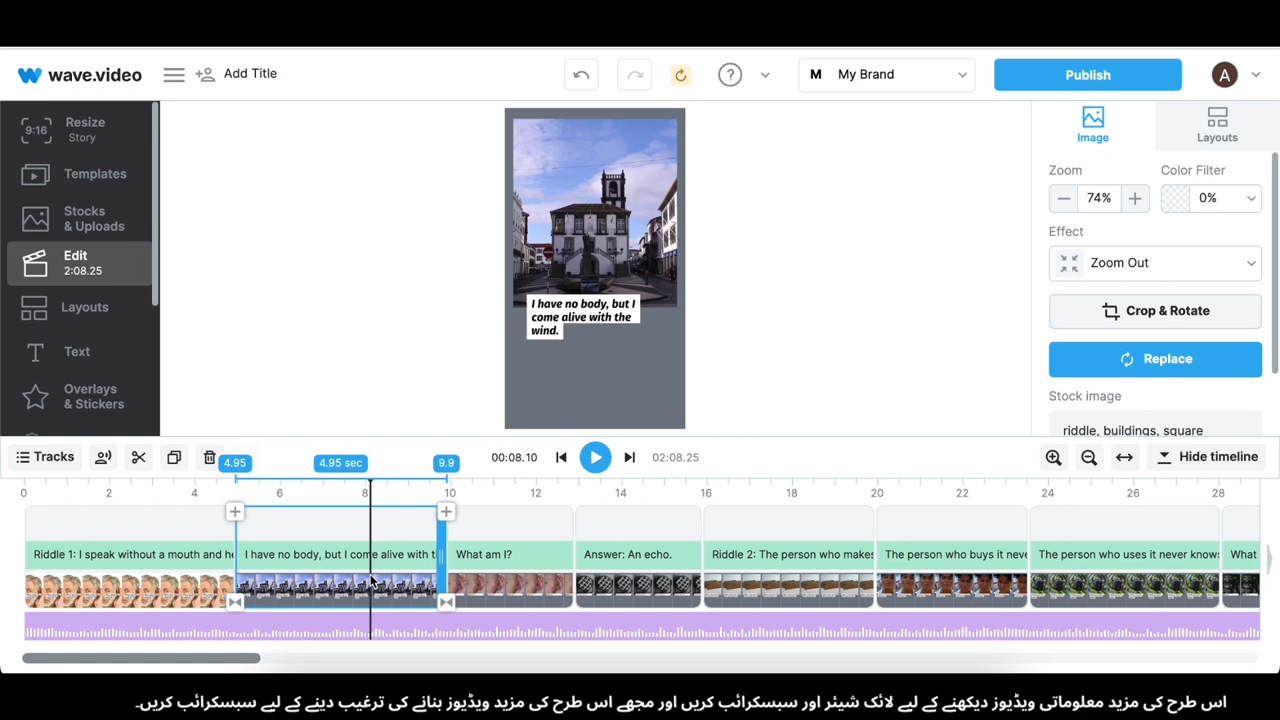 wave.video
Add Title
?
M My Brand
Publish
A
9:16
Resize
Story
Templates
Stocks
& Uploads
Edit
2:08.25
Layouts
Text
Overlays
& Stickers
I have no body, but I
come alive with the
wind.
Image
Layouts
Zoom
Color Filter
74%
0%
Effect
Zoom Out
Crop & Rotate
Replace
Stock image
riddle, buildings, square
Tracks
4.95
4.95 sec
9.9
00:08.10
02:08.25
Hide timeline
0 2 4 6 8 10 12 14 16 18 20 22 24 26 28
Riddle 1: I speak without a mouth and he
I have no body, but I come alive with t
What am I?
Answer: An echo.
Riddle 2: The person who makes
The person who buys it neve
The person who uses it never knows
What
اس طرح کی مزید معلوماتی ویڈیوز دیکھنے کے لیے لائک شیئر اور سبسکرائب کریں اور مجھے اس طرح کی مزید ویڈیوز بنانے کی ترغیب دینے کے لیے سبسکرائب کریں۔